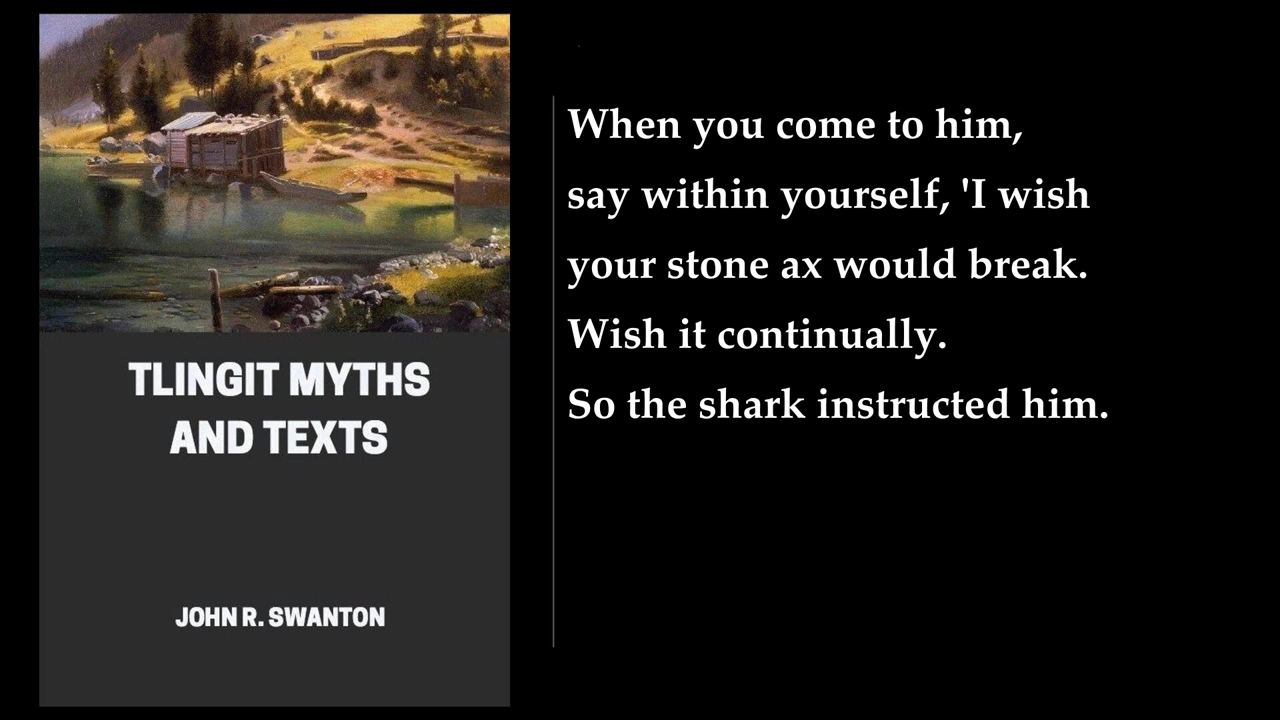 TLINGIT MYTHS
AND TEXTS
JOHN R. SWANTON
When you come to him,
say within yourself, 'I wish
your stone ax would break.
Wish it continually.
So the shark instructed him.